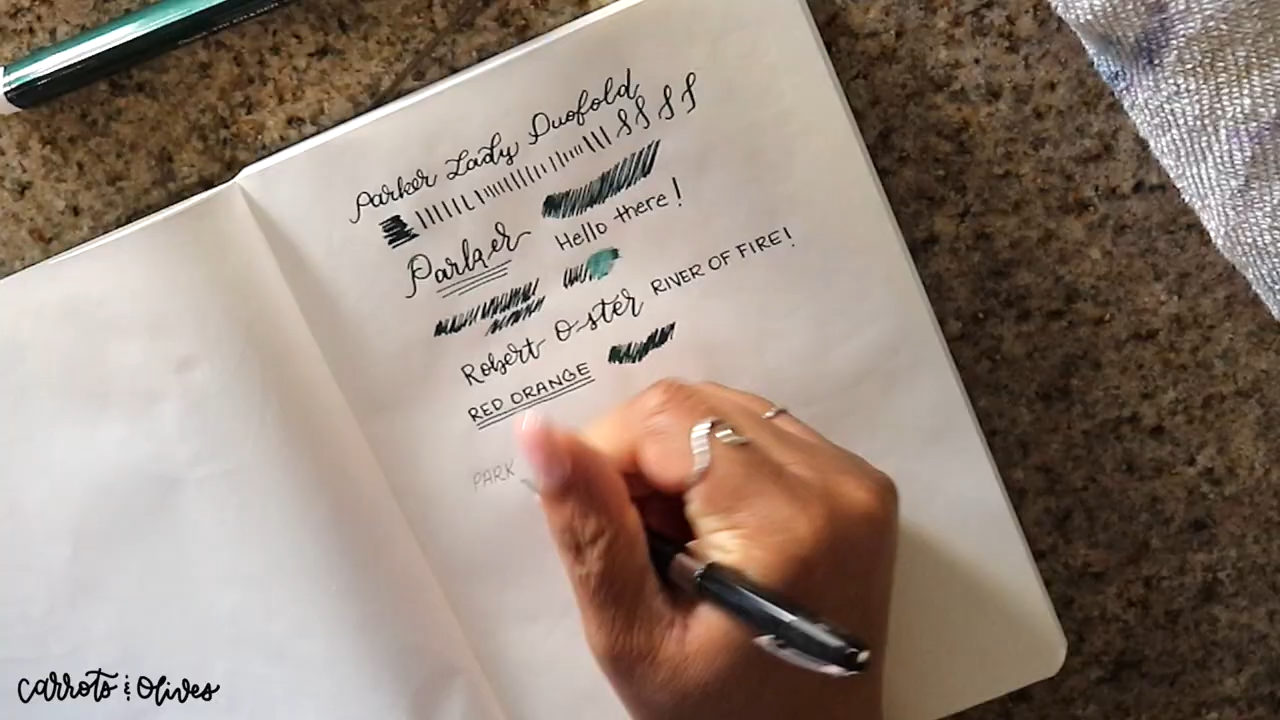 Parker Lady Duofold
Parker
Hello there!
Robert Oster RIVER OF FIRE!
RED ORANGE
PARK
carrots & Olives